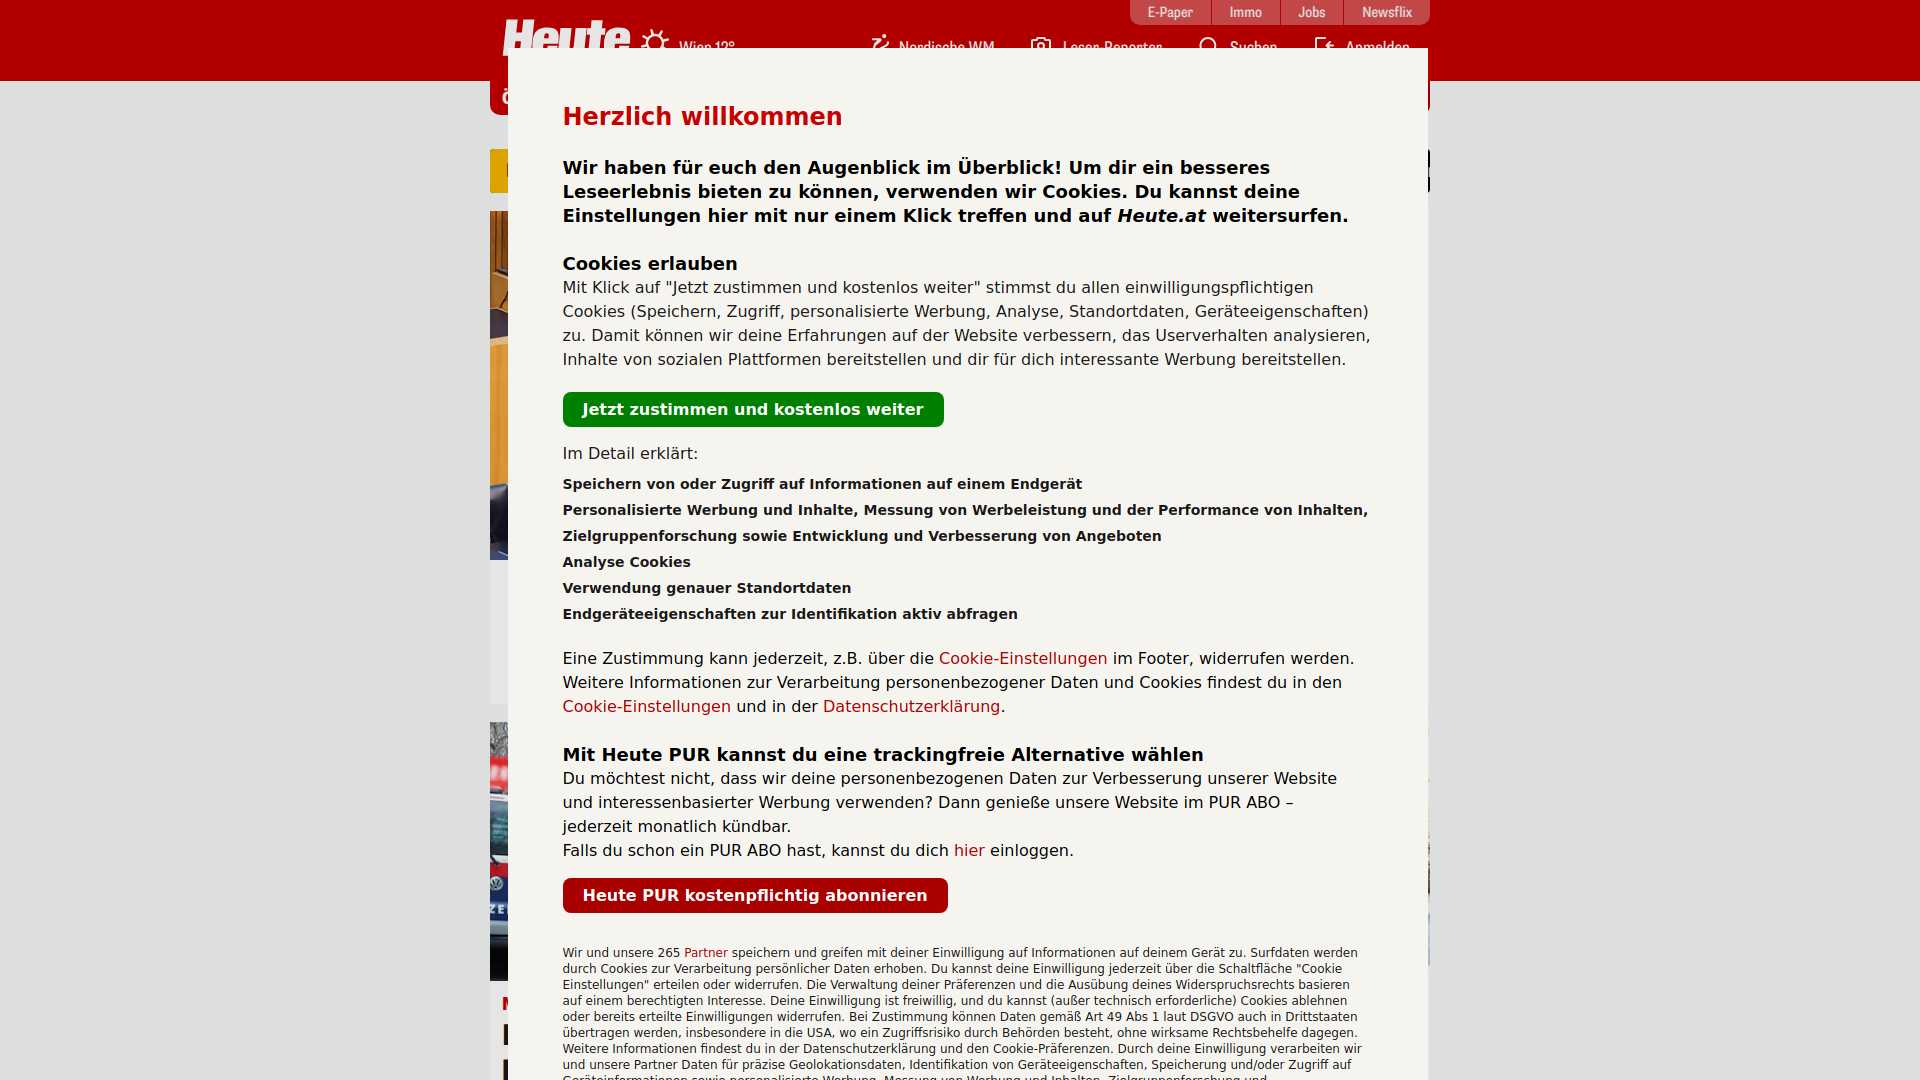 E-Paper
Immo
Jobs
Newsflix
Heute
Wien 12°
Nordische WM
Leser-Reporter
Suchen
Anmelden
Herzlich willkommen
Wir haben für euch den Augenblick im Überblick! Um dir ein besseres
Leseerlebnis bieten zu können, verwenden wir Cookies. Du kannst deine
Einstellungen hier mit nur einem Klick treffen und auf Heute.at weitersurfen.
Cookies erlauben
Mit Klick auf "Jetzt zustimmen und kostenlos weiter" stimmst du allen einwilligungspflichtigen
Cookies (Speichern, Zugriff, personalisierte Werbung, Analyse, Standortdaten, Geräteeigenschaften)
zu. Damit können wir deine Erfahrungen auf der Website verbessern, das Userverhalten analysieren,
Inhalte von sozialen Plattformen bereitstellen und dir für dich interessante Werbung bereitstellen.
Jetzt zustimmen und kostenlos weiter
Im Detail erklärt:
Speichern von oder Zugriff auf Informationen auf einem Endgerät
Personalisierte Werbung und Inhalte, Messung von Werbeleistung und der Performance von Inhalten,
Zielgruppenforschung sowie Entwicklung und Verbesserung von Angeboten
Analyse Cookies
Verwendung genauer Standortdaten
Endgeräteeigenschaften zur Identifikation aktiv abfragen
Eine Zustimmung kann jederzeit, z.B. über die Cookie-Einstellungen im Footer, widerrufen werden.
Weitere Informationen zur Verarbeitung personenbezogener Daten und Cookies findest du in den
Cookie-Einstellungen und in der Datenschutzerklärung.
Mit Heute PUR kannst du eine trackingfreie Alternative wählen
Du möchtest nicht, dass wir deine personenbezogenen Daten zur Verbesserung unserer Website
und interessenbasierter Werbung verwenden? Dann genieße unsere Website im PUR ABO –
jederzeit monatlich kündbar.
Falls du schon ein PUR ABO hast, kannst du dich hier einloggen.
Heute PUR kostenpflichtig abonnieren
Wir und unsere 265 Partner speichern und greifen mit deiner Einwilligung auf Informationen auf deinem Gerät zu. Surfdaten werden
durch Cookies zur Verarbeitung persönlicher Daten erhoben. Du kannst deine Einwilligung jederzeit über die Schaltfläche "Cookie
Einstellungen" erteilen oder widerrufen. Die Verwaltung deiner Präferenzen und die Ausübung deines Widerspruchsrechts basieren
auf einem berechtigten Interesse. Deine Einwilligung ist freiwillig, und du kannst (außer technisch erforderliche) Cookies ablehnen
oder bereits erteilte Einwilligungen widerrufen. Bei Zustimmung können Daten gemäß Art 49 Abs 1 laut DSGVO auch in Drittstaaten
übertragen werden, insbesondere in die USA, wo ein Zugriffsrisiko durch Behörden besteht, ohne wirksame Rechtsbehelfe dagegen.
Weitere Informationen findest du in der Datenschutzerklärung und den Cookie-Präferenzen. Durch deine Einwilligung verarbeiten wir
und unsere Partner Daten für präzise Geolokationsdaten, Identifikation von Geräteeigenschaften, Speicherung und/oder Zugriff auf
Geräteinformationen sowie personalisierte Werbung, Messung von Werbung und Inhalten, Zielgruppenforschung und